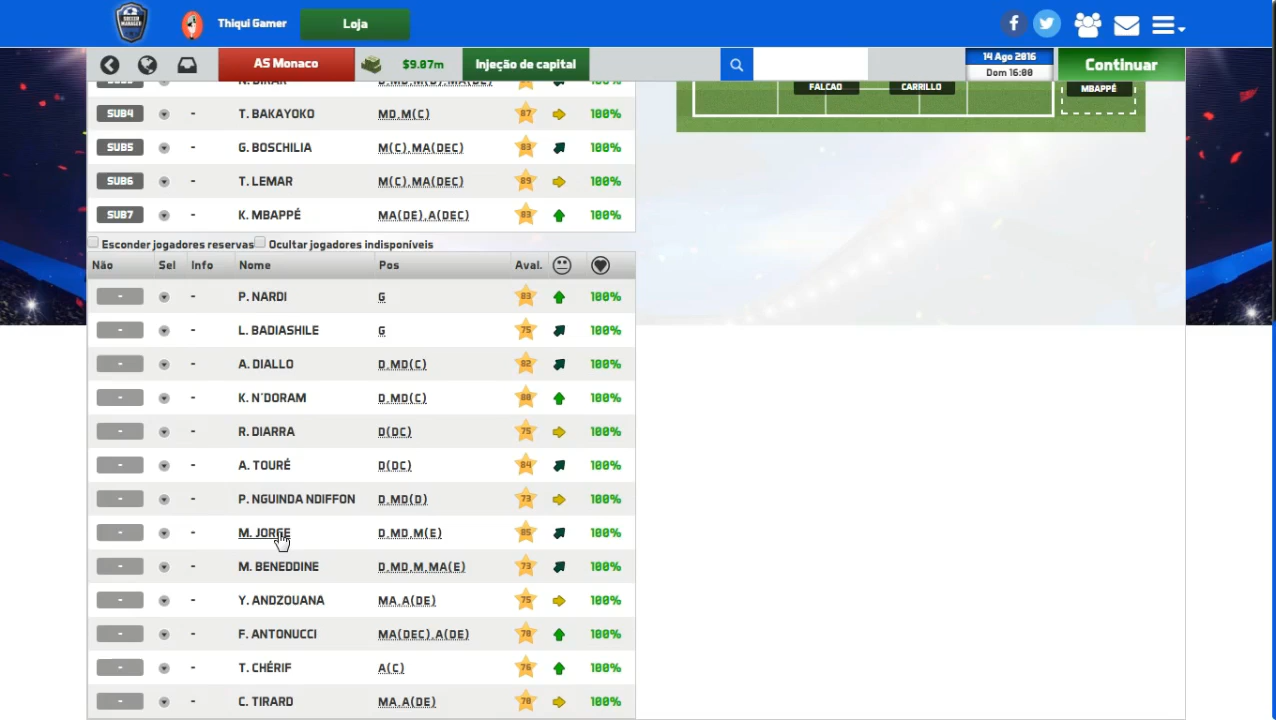 SOCCER MANAGER Thiqui Gamer Loja
AS Monaco $9.07m Injeção de capital 14 Ago 2016 Dom 16:00 Continuar
FALCAO CARRILLO MBAPPÉ
SUB4 - T. BAKAYOKO MD,M(C) 87 100%
SUB5 - G. BOSCHILIA M(C),MA(DEC) 83 100%
SUB6 - T. LEMAR M(C),MA(DEC) 89 100%
SUB7 - K. MBAPPÉ MA(DE),A(DEC) 83 100%
Esconder jogadores reservas Ocultar jogadores indisponíveis
Não Sel Info Nome Pos Aval.
- - P. NARDI G 83 100%
- - L. BADIASHILE G 75 100%
- - A. DIALLO D,MD(C) 82 100%
- - K. N'DORAM D,MD(C) 100%
- - R. DIARRA D(DC) 75 100%
- - A. TOURÉ D(DC) 84 100%
- - P. NGUINDA NDIFFON D,MD(D) 73 100%
- - M. JORGE D,MD,M(E) 85 100%
- - M. BENEDDINE D,MD,M,MA(E) 73 100%
- - Y. ANDZOUANA MA,A(DE) 75 100%
- - F. ANTONUCCI MA(DEC),A(DE) 100%
- - T. CHÉRIF A(C) 76 100%
- - C. TIRARD MA,A(DE) 100%